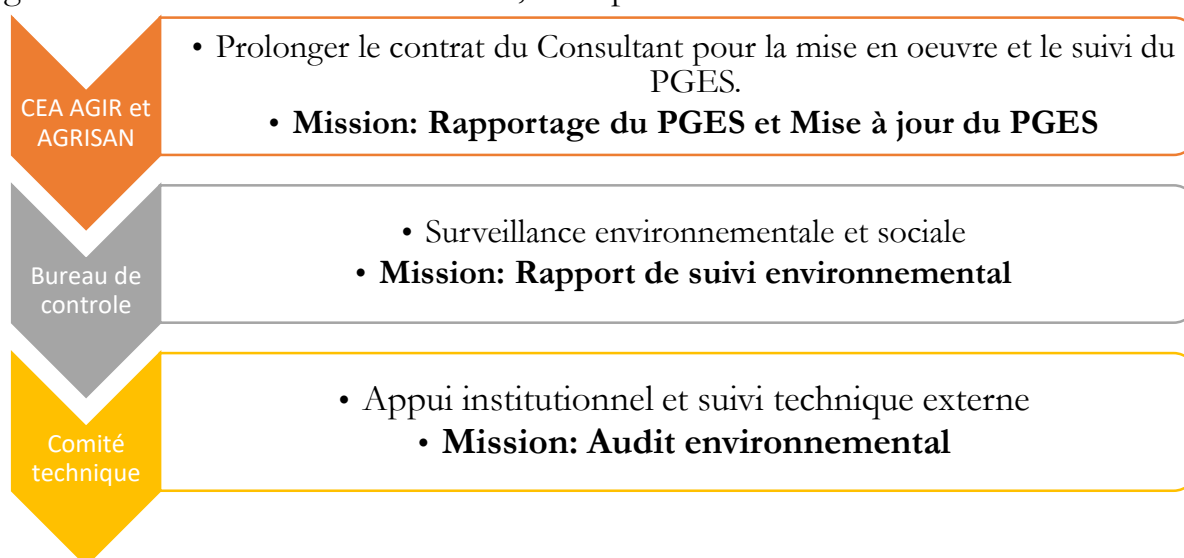 • Prolonger le contrat du Consultant pour la mise en oeuvre et le suivi du
PGES.
• Mission: Rapportage du PGES et Mise à jour du PGES
CEA AGIR et
AGRISAN
• Surveillance environnementale et sociale
• Mission: Rapport de suivi environnemental
Bureau de
controle
• Appui institutionnel et suivi technique externe
• Mission: Audit environnemental
Comité
technique